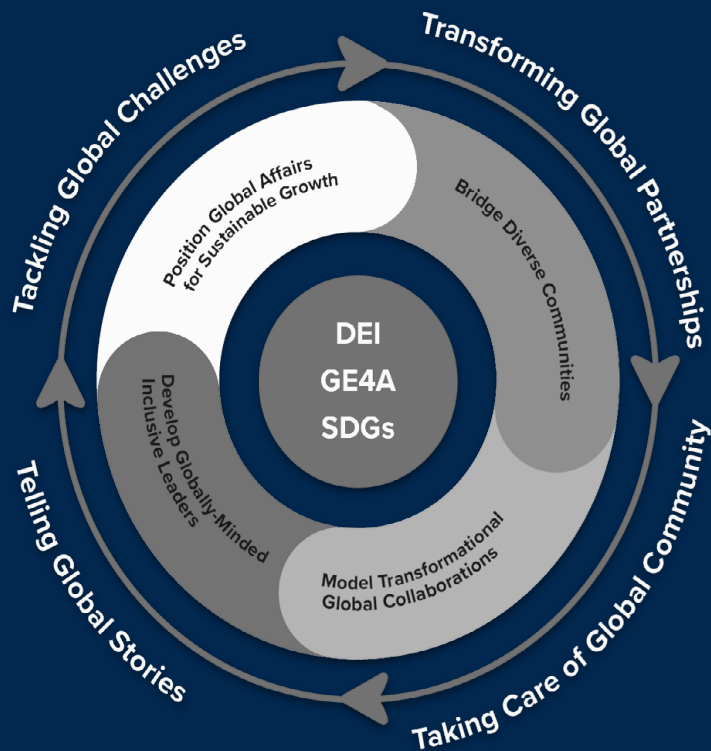 Tackling Global Challenges
Transforming Global Partnerships
Taking Care of Global Community
Telling Global Stories
Position Global Affairs
for Sustainable Growth
Bridge Diverse Communities
Model Transformational
Global Collaborations
Develop Globally-Minded
Inclusive Leaders
DEI
GE4A
SDGs